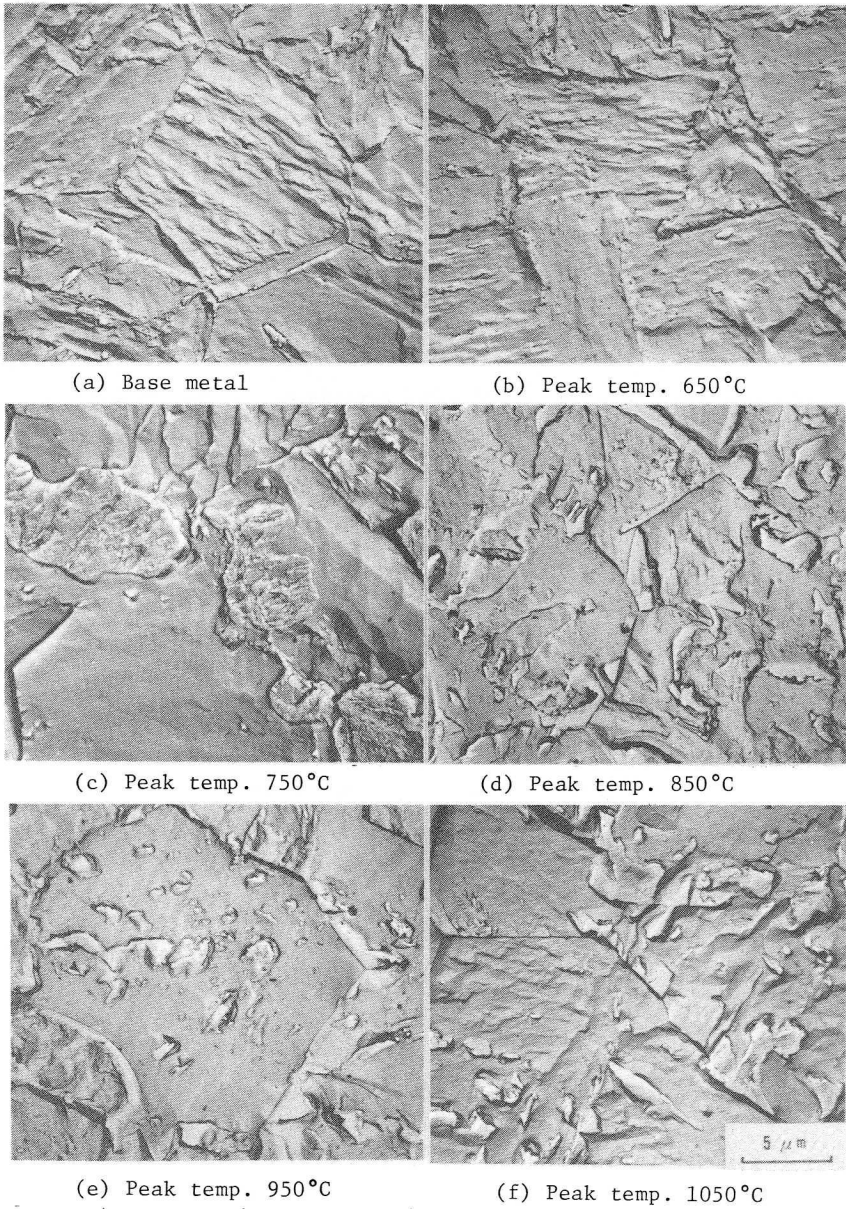 (a) Base metal
(b) Peak temp. 650°C
(c) Peak temp. 750°C
(d) Peak temp. 850°C
5 μm
(e) Peak temp. 950°C
(f) Peak temp. 1050°C